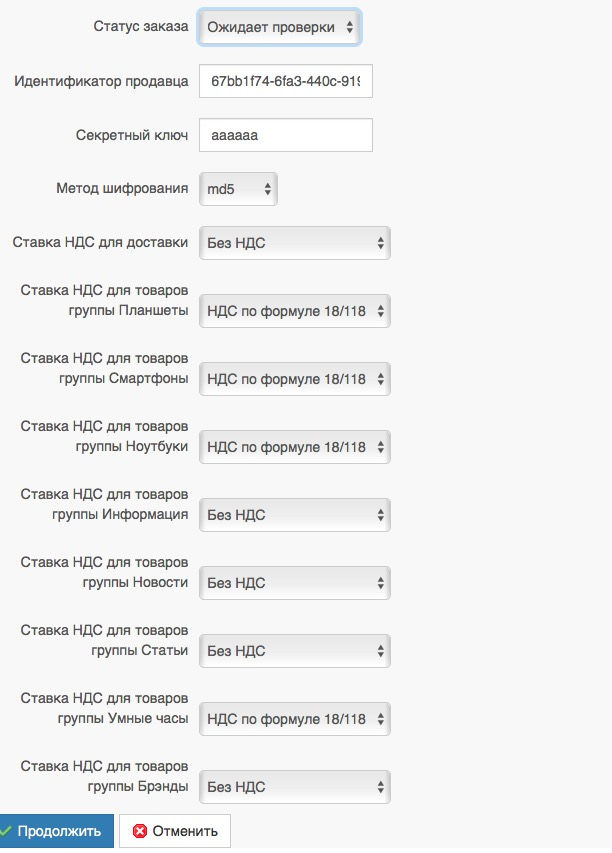 Статус заказа Ожидает проверки
Идентификатор продавца 67bb1f74-6fa3-440c-919
Секретный ключ aaaaaa
Метод шифрования md5
Ставка НДС для доставки Без НДС
Ставка НДС для товаров
группы Планшеты НДС по формуле 18/118
Ставка НДС для товаров
группы Смартфоны НДС по формуле 18/118
Ставка НДС для товаров
группы Ноутбуки НДС по формуле 18/118
Ставка НДС для товаров
группы Информация Без НДС
Ставка НДС для товаров
группы Новости Без НДС
Ставка НДС для товаров
группы Статьи Без НДС
Ставка НДС для товаров
группы Умные часы НДС по формуле 18/118
Ставка НДС для товаров
группы Брэнды Без НДС
Продолжить Отменить